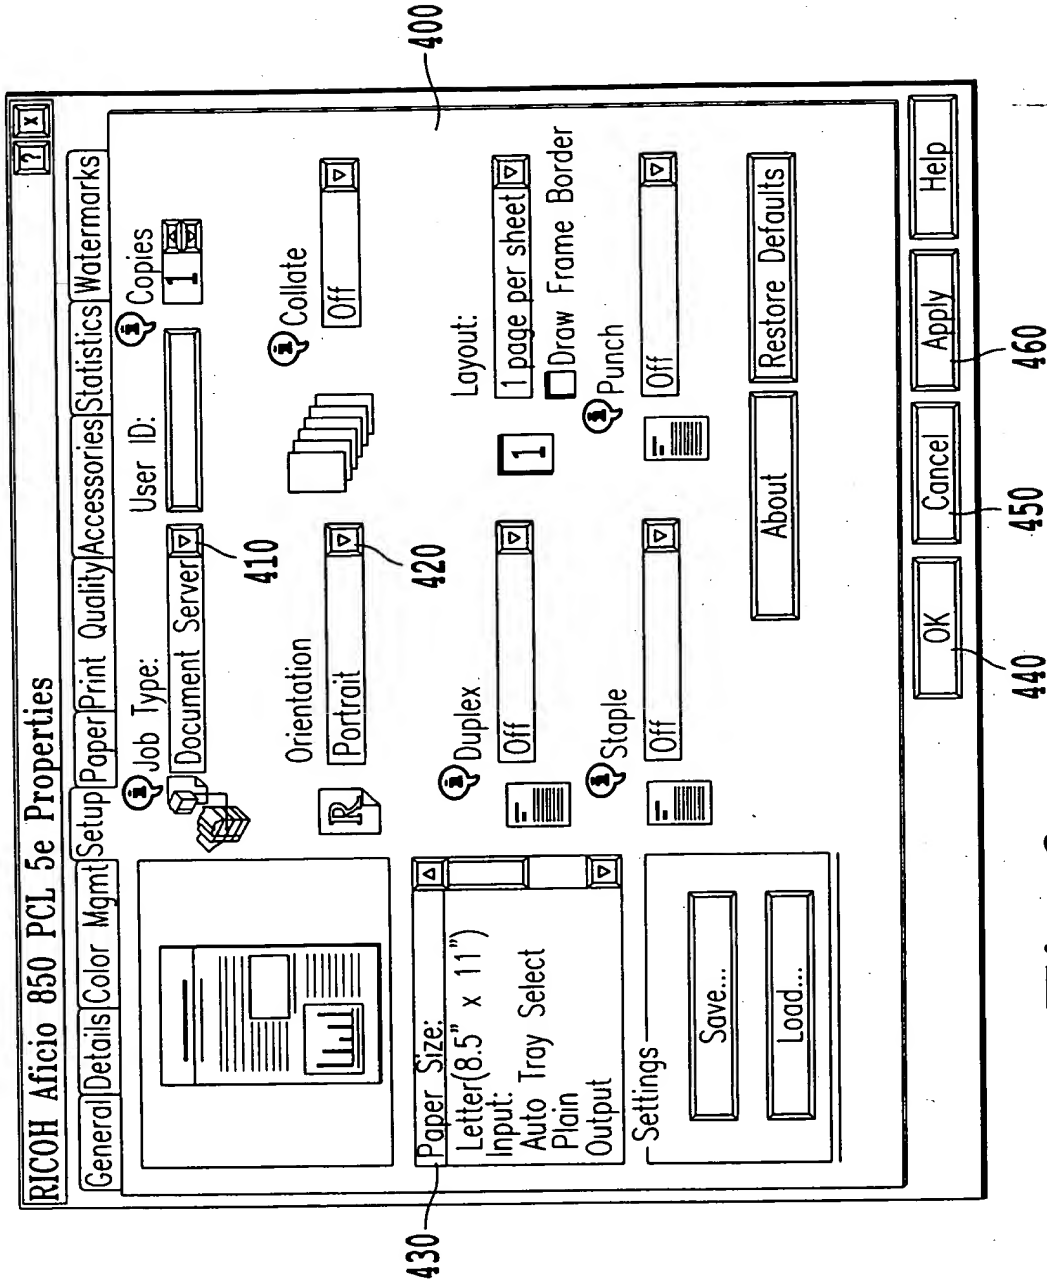 RICOH Aficio 850 PCL 5e Properties
? x
General Details Color Mgmt Setup Paper Print Quality Accessories Statistics Watermarks
Job Type:
Document Server
User ID:
Copies
1
410
400
Orientation
R
Portrait
420
Collate
Off
430
Paper Size:
Letter(8.5" x 11")
Input:
Auto Tray Select
Plain
Output
Duplex
Off
Layout:
1
1 page per sheet
Draw Frame Border
Staple
Off
Punch
Off
Settings
Save...
Load...
About
Restore Defaults
OK
Cancel
Apply
Help
440
450
460